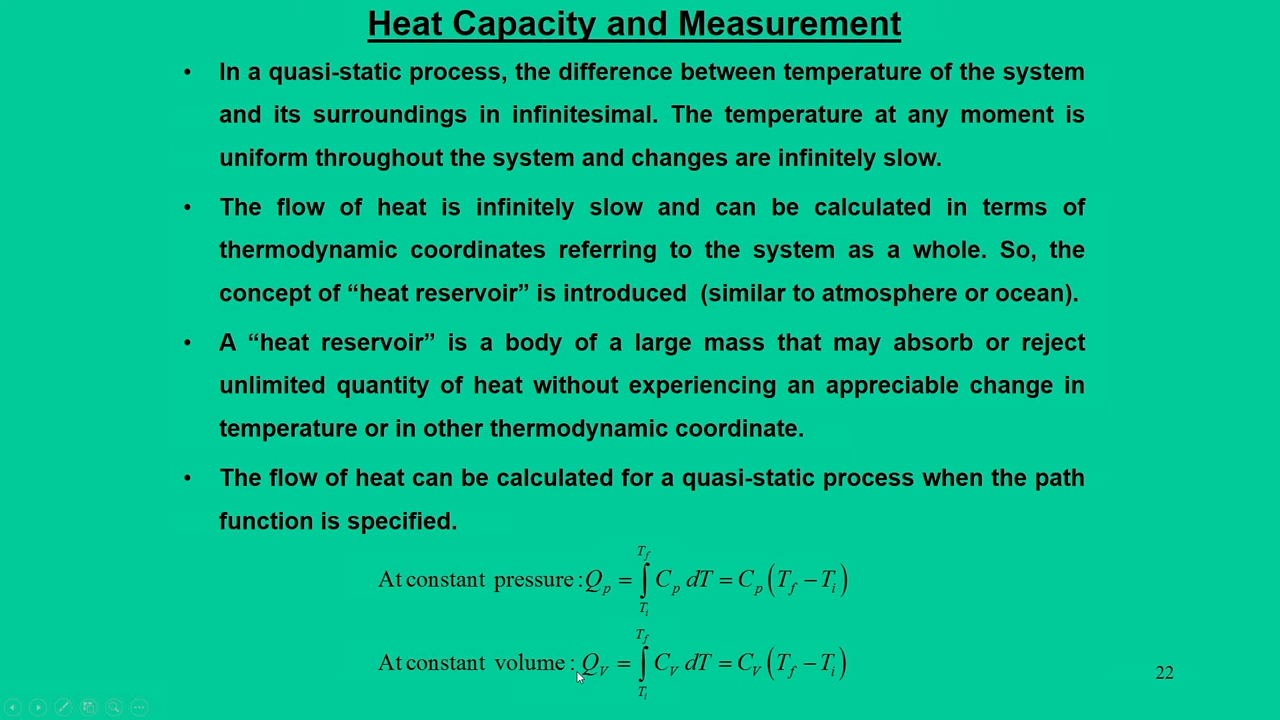 Heat Capacity and Measurement
• In a quasi-static process, the difference between temperature of the system
and its surroundings in infinitesimal. The temperature at any moment is
uniform throughout the system and changes are infinitely slow.
• The flow of heat is infinitely slow and can be calculated in terms of
thermodynamic coordinates referring to the system as a whole. So, the
concept of “heat reservoir” is introduced (similar to atmosphere or ocean).
• A “heat reservoir” is a body of a large mass that may absorb or reject
unlimited quantity of heat without experiencing an appreciable change in
temperature or in other thermodynamic coordinate.
• The flow of heat can be calculated for a quasi-static process when the path
function is specified.
At constant pressure: Q_p = ∫_{T_i}^{T_f} C_p dT = C_p (T_f − T_i)
At constant volume: Q_V = ∫_{T_i}^{T_f} C_V dT = C_V (T_f − T_i)
22